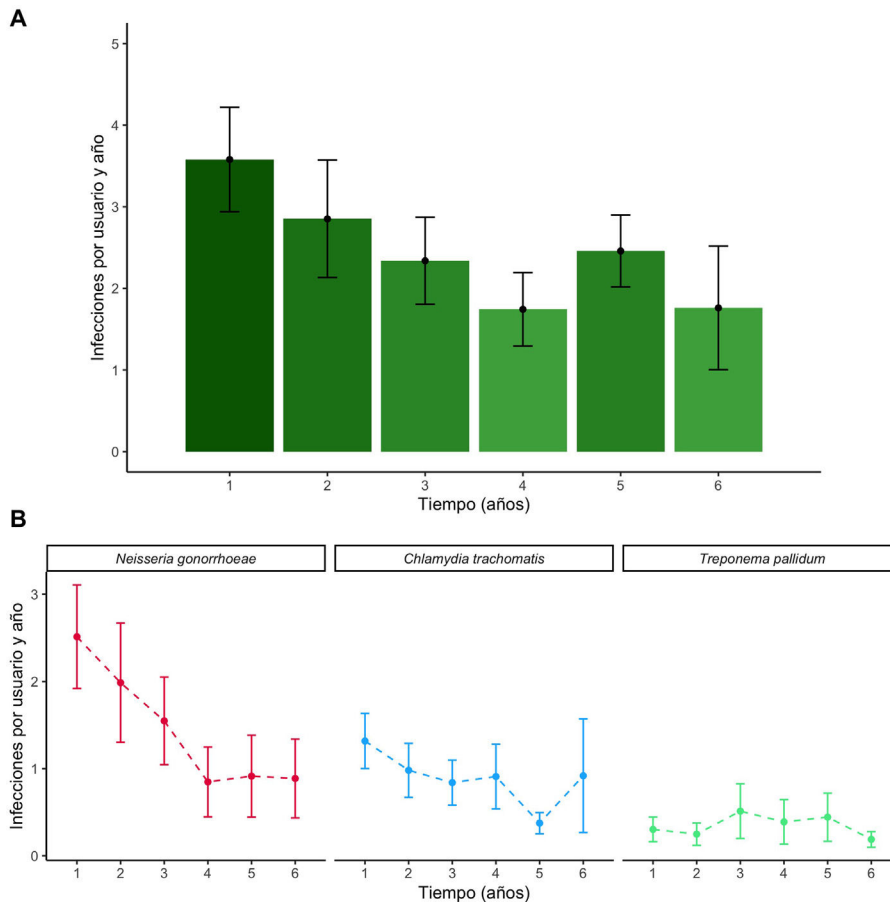 A
5
4
3
2
1
0
Infecciones por usuario y año
1 2 3 4 5 6
Tiempo (años)
B
Neisseria gonorrhoeae Chlamydia trachomatis Treponema pallidum
3
2
1
0
Infecciones por usuario y año
1 2 3 4 5 6 1 2 3 4 5 6 1 2 3 4 5 6
Tiempo (años)